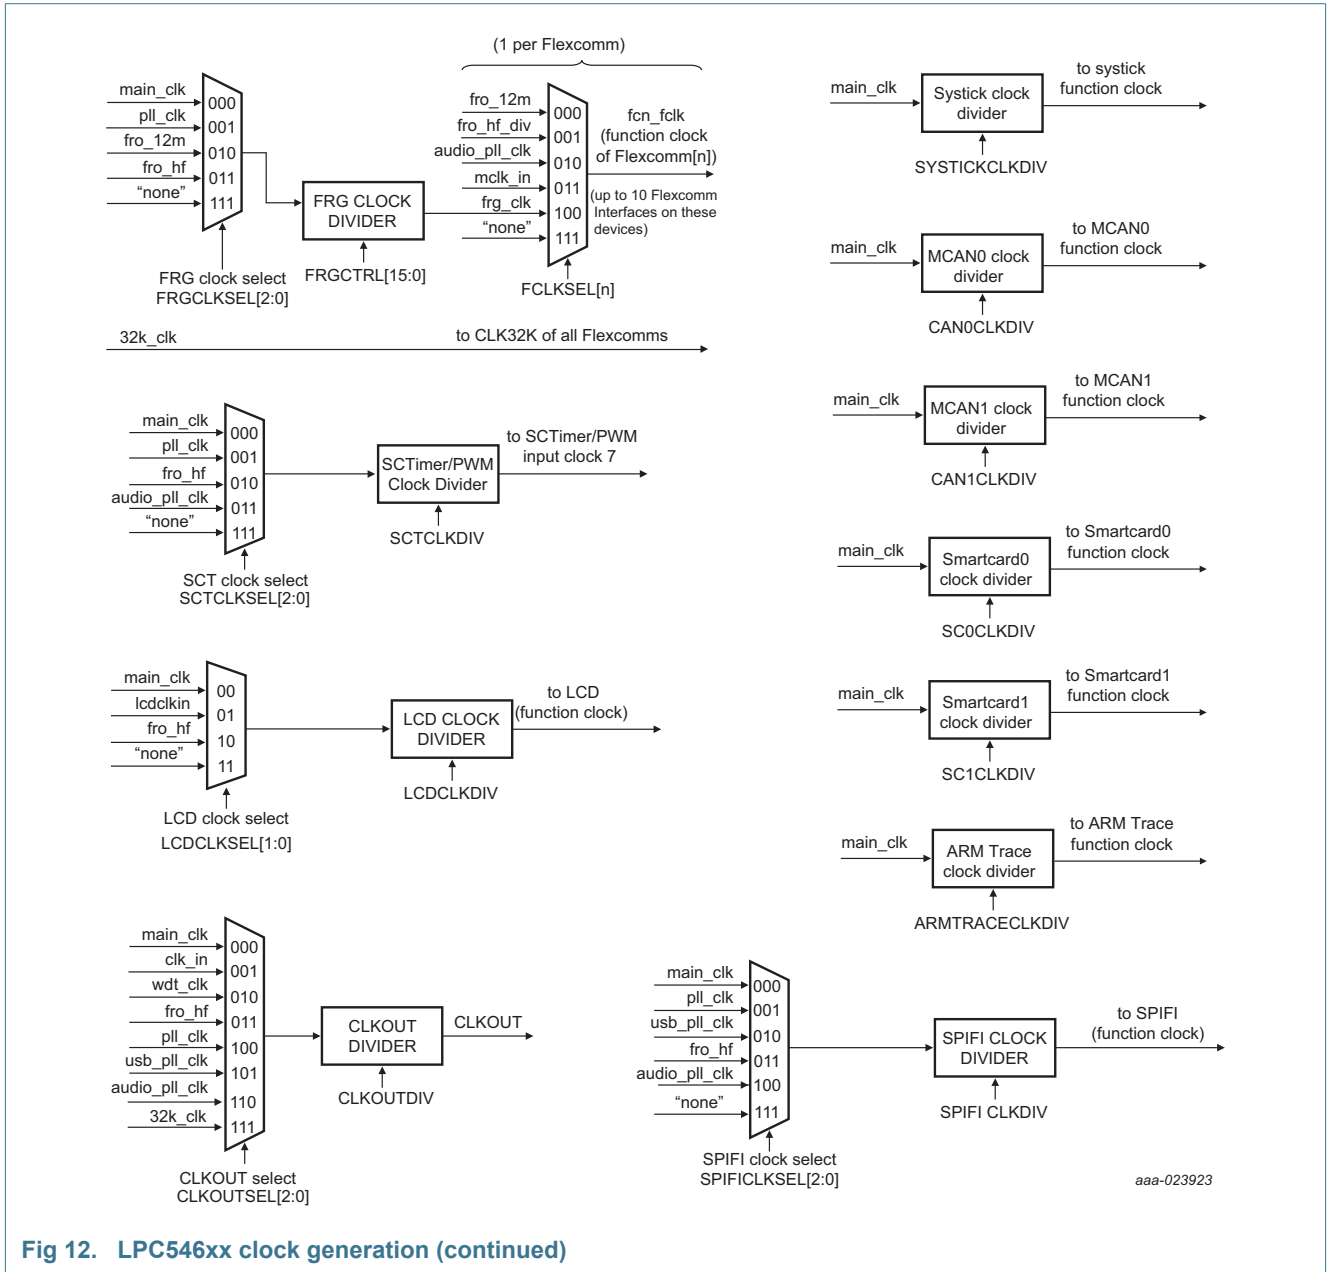 (1 per Flexcomm)
main_clk
000
pll_clk
001
fro_12m
010
fro_hf
011
“none”
111
FRG clock select
FRGCLKSEL[2:0]
FRG CLOCK
DIVIDER
FRGCTRL[15:0]
fro_12m
000
fro_hf_div
001
audio_pll_clk
010
mclk_in
011
frg_clk
100
“none”
111
FCLKSEL[n]
fcn_fclk
(function clock
of Flexcomm[n])
(up to 10 Flexcomm
Interfaces on these
devices)
32k_clk
to CLK32K of all Flexcomms
main_clk
000
pll_clk
001
fro_hf
010
audio_pll_clk
011
“none”
111
SCT clock select
SCTCLKSEL[2:0]
SCTimer/PWM
Clock Divider
SCTCLKDIV
to SCTimer/PWM
input clock 7
main_clk
00
lcdclkin
01
fro_hf
10
“none”
11
LCD clock select
LCDCLKSEL[1:0]
LCD CLOCK
DIVIDER
LCDCLKDIV
to LCD
(function clock)
main_clk
000
clk_in
001
wdt_clk
010
fro_hf
011
pll_clk
100
usb_pll_clk
101
audio_pll_clk
110
32k_clk
111
CLKOUT select
CLKOUTSEL[2:0]
CLKOUT
DIVIDER
CLKOUTDIV
CLKOUT
main_clk
Systick clock
divider
SYSTICKCLKDIV
to systick
function clock
main_clk
MCAN0 clock
divider
CAN0CLKDIV
to MCAN0
function clock
main_clk
MCAN1 clock
divider
CAN1CLKDIV
to MCAN1
function clock
main_clk
Smartcard0
clock divider
SC0CLKDIV
to Smartcard0
function clock
main_clk
Smartcard1
clock divider
SC1CLKDIV
to Smartcard1
function clock
main_clk
ARM Trace
clock divider
ARMTRACECLKDIV
to ARM Trace
function clock
main_clk
000
pll_clk
001
usb_pll_clk
010
fro_hf
011
audio_pll_clk
100
“none”
111
SPIFI clock select
SPIFICLKSEL[2:0]
SPIFI CLOCK
DIVIDER
SPIFI CLKDIV
to SPIFI
(function clock)
aaa-023923
Fig 12. LPC546xx clock generation (continued)